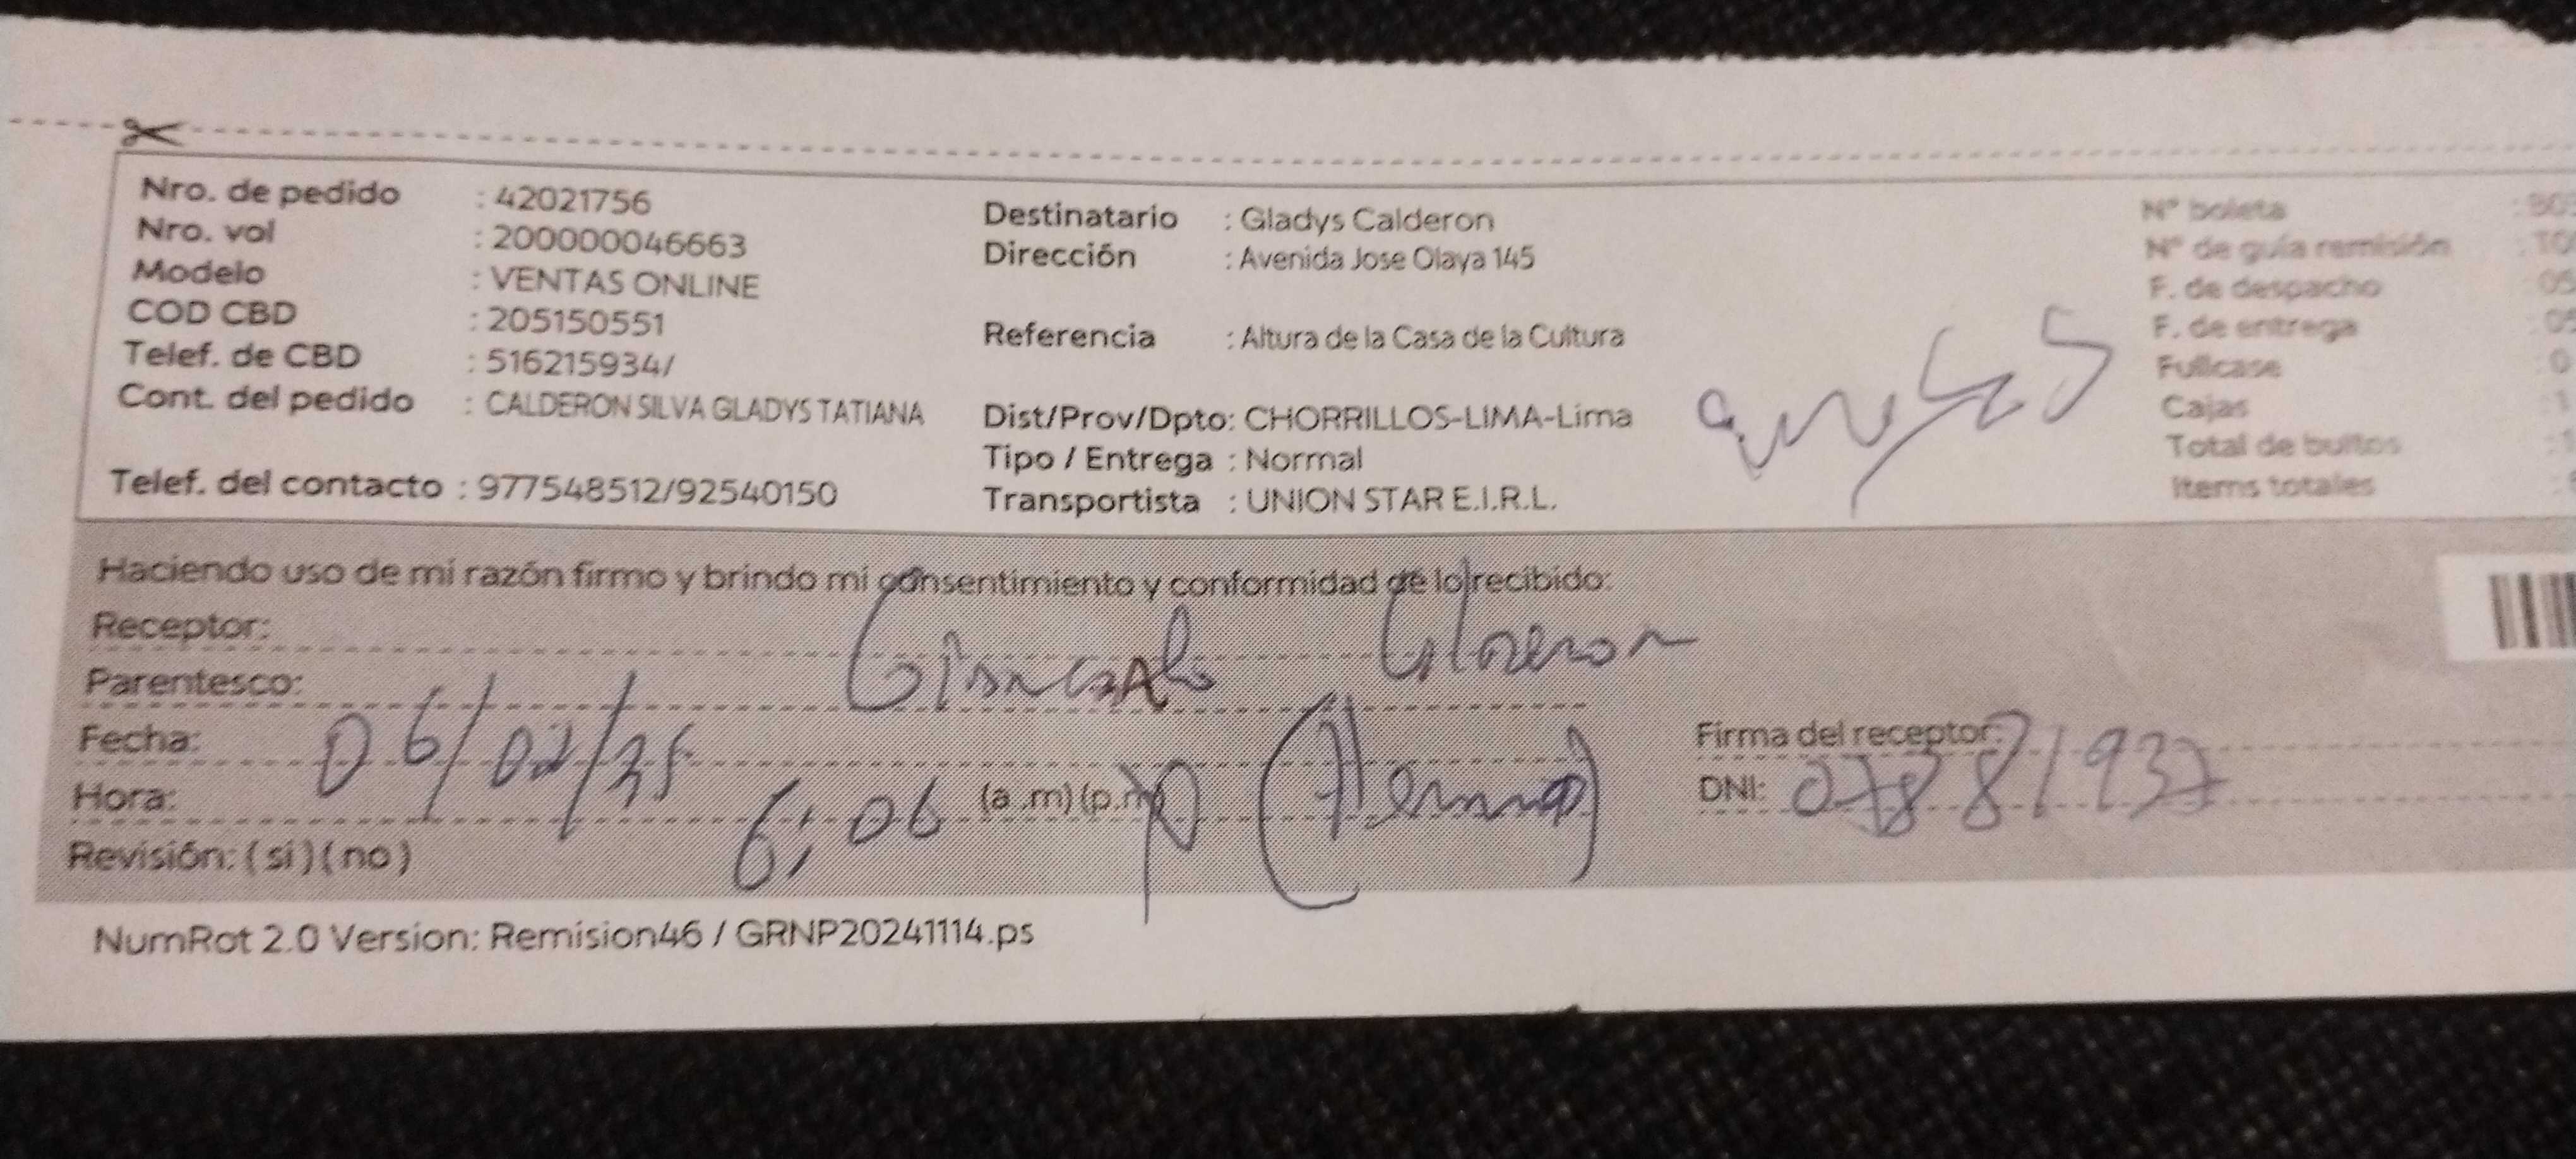 Nro. de pedido : 42021756
Nro. vol : 200000046663
Modelo : VENTAS ONLINE
COD CBD : 205150551
Telef. de CBD : 516215934/
Cont. del pedido : CALDERON SILVA GLADYS TATIANA
Telef. del contacto : 977548512/92540150
Destinatario : Gladys Calderon
Dirección : Avenida Jose Olaya 145
Referencia : Altura de la Casa de la Cultura
Dist/Prov/Dpto: CHORRILLOS-LIMA-Lima
Tipo / Entrega : Normal
Transportista : UNION STAR E.I.R.L.
N° boleta
N° de guía remisión
F. de despacho
F. de entrega
Fullcase
Cajas
Total de bultos
Items totales
Haciendo uso de mi razón firmo y brindo mi consentimiento y conformidad de lo recibido:
Receptor:
Parentesco:
Fecha: 06/02/
Hora: 6:06 (a.m) (p.m)
Revisión: (si) (no)
Firma del receptor:
DNI: 07881937
NumRot 2.0 Version: Remision46 / GRNP20241114.ps